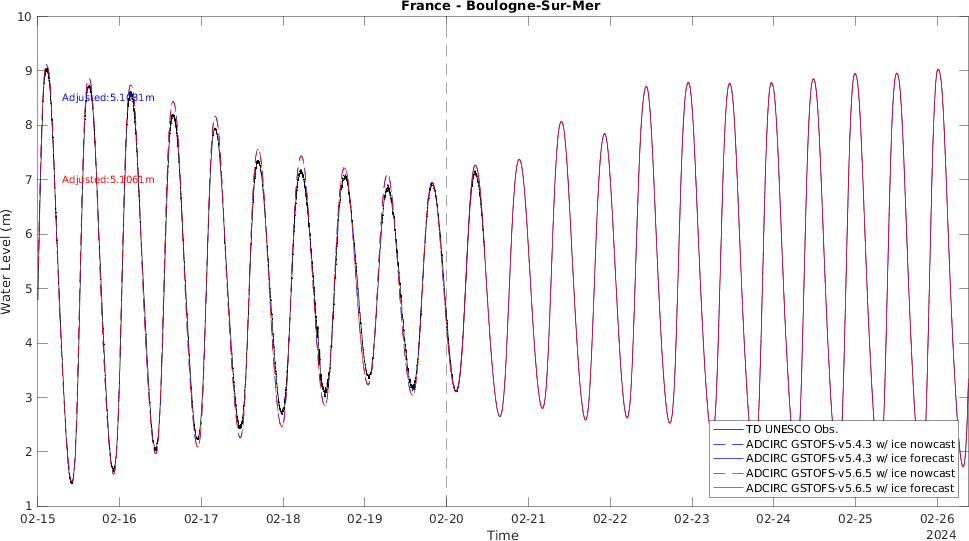 France - Boulogne-Sur-Mer
10
9
8
7
6
5
4
3
2
1
Water Level (m)
Adjusted:5.1081m
Adjusted:5.1061m
TD UNESCO Obs.
ADCIRC GSTOFS-v5.4.3 w/ ice nowcast
ADCIRC GSTOFS-v5.4.3 w/ ice forecast
ADCIRC GSTOFS-v5.6.5 w/ ice nowcast
ADCIRC GSTOFS-v5.6.5 w/ ice forecast
02-15 02-16 02-17 02-18 02-19 02-20 02-21 02-22 02-23 02-24 02-25 02-26
Time
2024